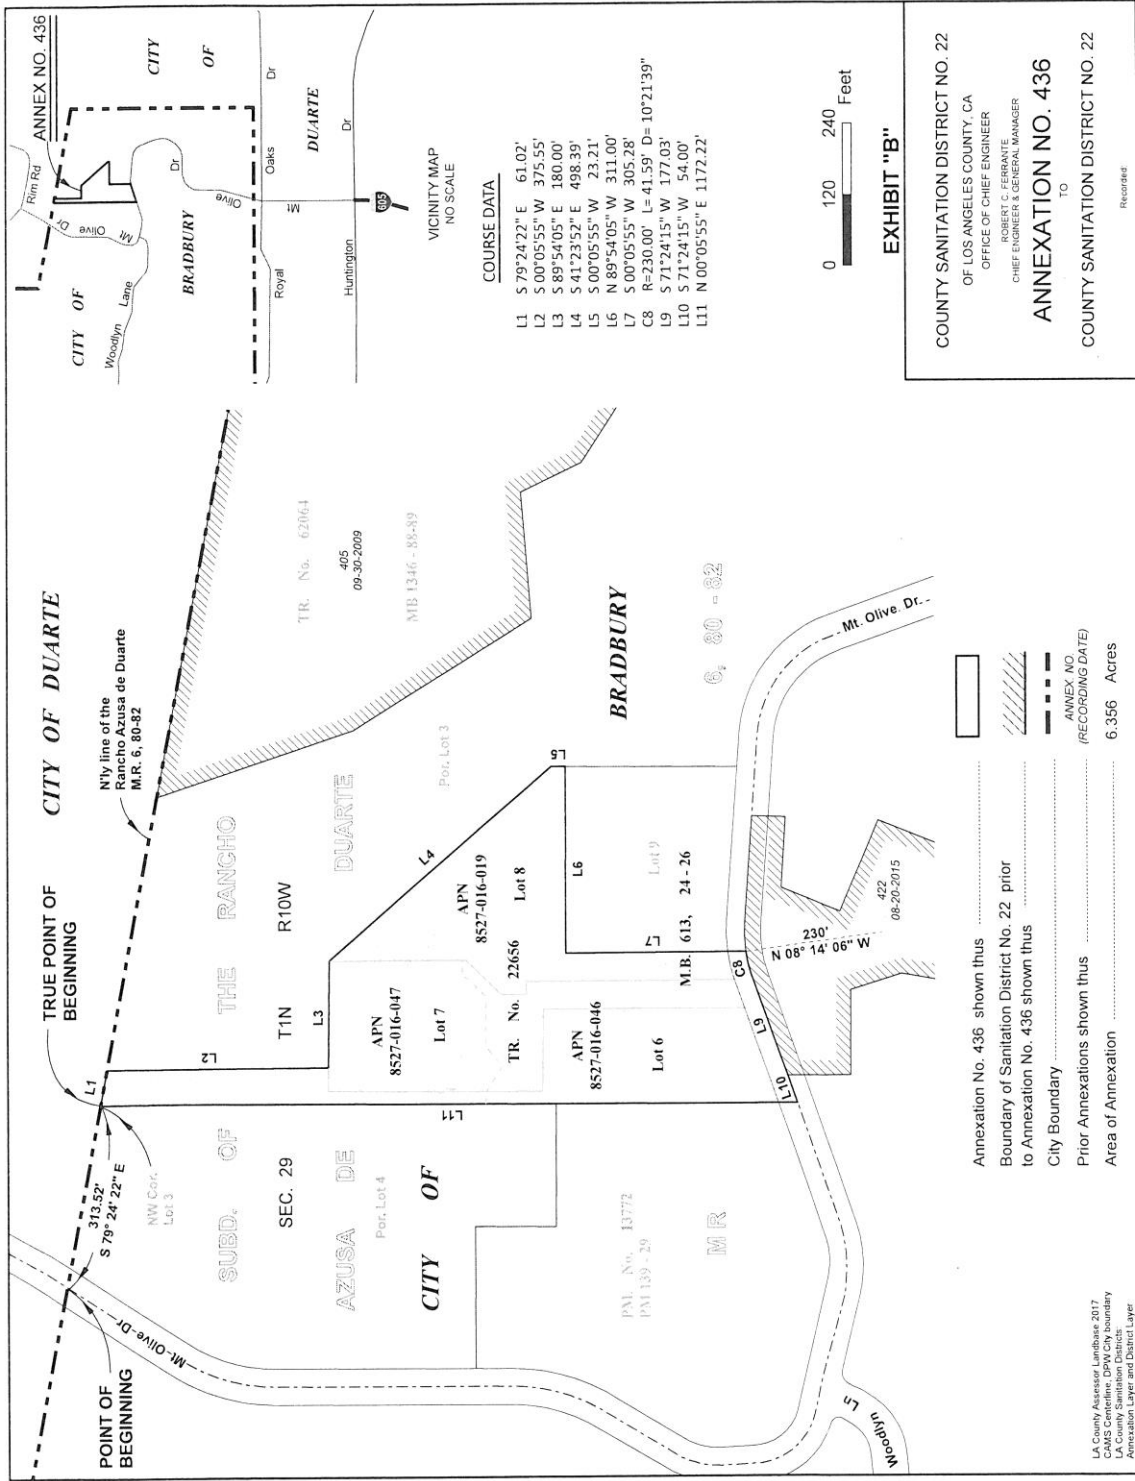 CITY OF DUARTE
TRUE POINT OF
BEGINNING
N'ly line of the
Rancho Azusa de Duarte
M.R. 6, 80-82
POINT OF
BEGINNING
313.52'
S 79° 24' 22" E
NW Cor.
Lot 3
Mt-Olive-Dr
L1
L2
L3
L4
L5
L6
L7
C8
L9
L10
L11
SUBD. OF THE RANCHO
AZUSA DE DUARTE
SEC. 29 T1N R10W
Por. Lot 4
Por. Lot 3
CITY OF BRADBURY
M R 6, 80 - 82
TR. No. 62064
405
09-30-2009
MB 1346 - 88-89
APN
8527-016-047
Lot 7
APN
8527-016-019
Lot 8
TR. No. 22656
APN
8527-016-046
Lot 6
Lot 9
M.B. 613, 24 - 26
P.M. No. 13772
PM 139 - 29
230'
N 08° 14' 06" W
422
08-20-2015
Mt. Olive. Dr.
Woodlyn Ln
Annexation No. 436 shown thus
Boundary of Sanitation District No. 22 prior
to Annexation No. 436 shown thus
City Boundary
Prior Annexations shown thus
ANNEX. NO.
(RECORDING DATE)
Area of Annexation
6.356 Acres
LA County Assessor Landbase 2017
CAMS Centerline, DPW City boundary
LA County Sanitation Districts
Annexation Layer and District Layer
ANNEX NO. 436
Rim Rd
CITY OF
Mt Olive Dr
Woodlyn Lane
CITY OF
BRADBURY
Dr
Mt Olive
Royal Oaks Dr
DUARTE
Huntington Dr
605
VICINITY MAP
NO SCALE
COURSE DATA
L1 S 79°24'22" E 61.02'
L2 S 00°05'55" W 375.55'
L3 S 89°54'05" E 180.00'
L4 S 41°23'52" E 498.39'
L5 S 00°05'55" W 23.21'
L6 N 89°54'05" W 311.00'
L7 S 00°05'55" W 305.28'
C8 R=230.00' L=41.59' D= 10°21'39"
L9 S 71°24'15" W 177.03'
L10 S 71°24'15" W 54.00'
L11 N 00°05'55" E 1172.22'
0 120 240
Feet
EXHIBIT "B"
COUNTY SANITATION DISTRICT NO. 22
OF LOS ANGELES COUNTY, CA
OFFICE OF CHIEF ENGINEER
ROBERT C. FERRANTE
CHIEF ENGINEER & GENERAL MANAGER
ANNEXATION NO. 436
TO
COUNTY SANITATION DISTRICT NO. 22
Recorded: